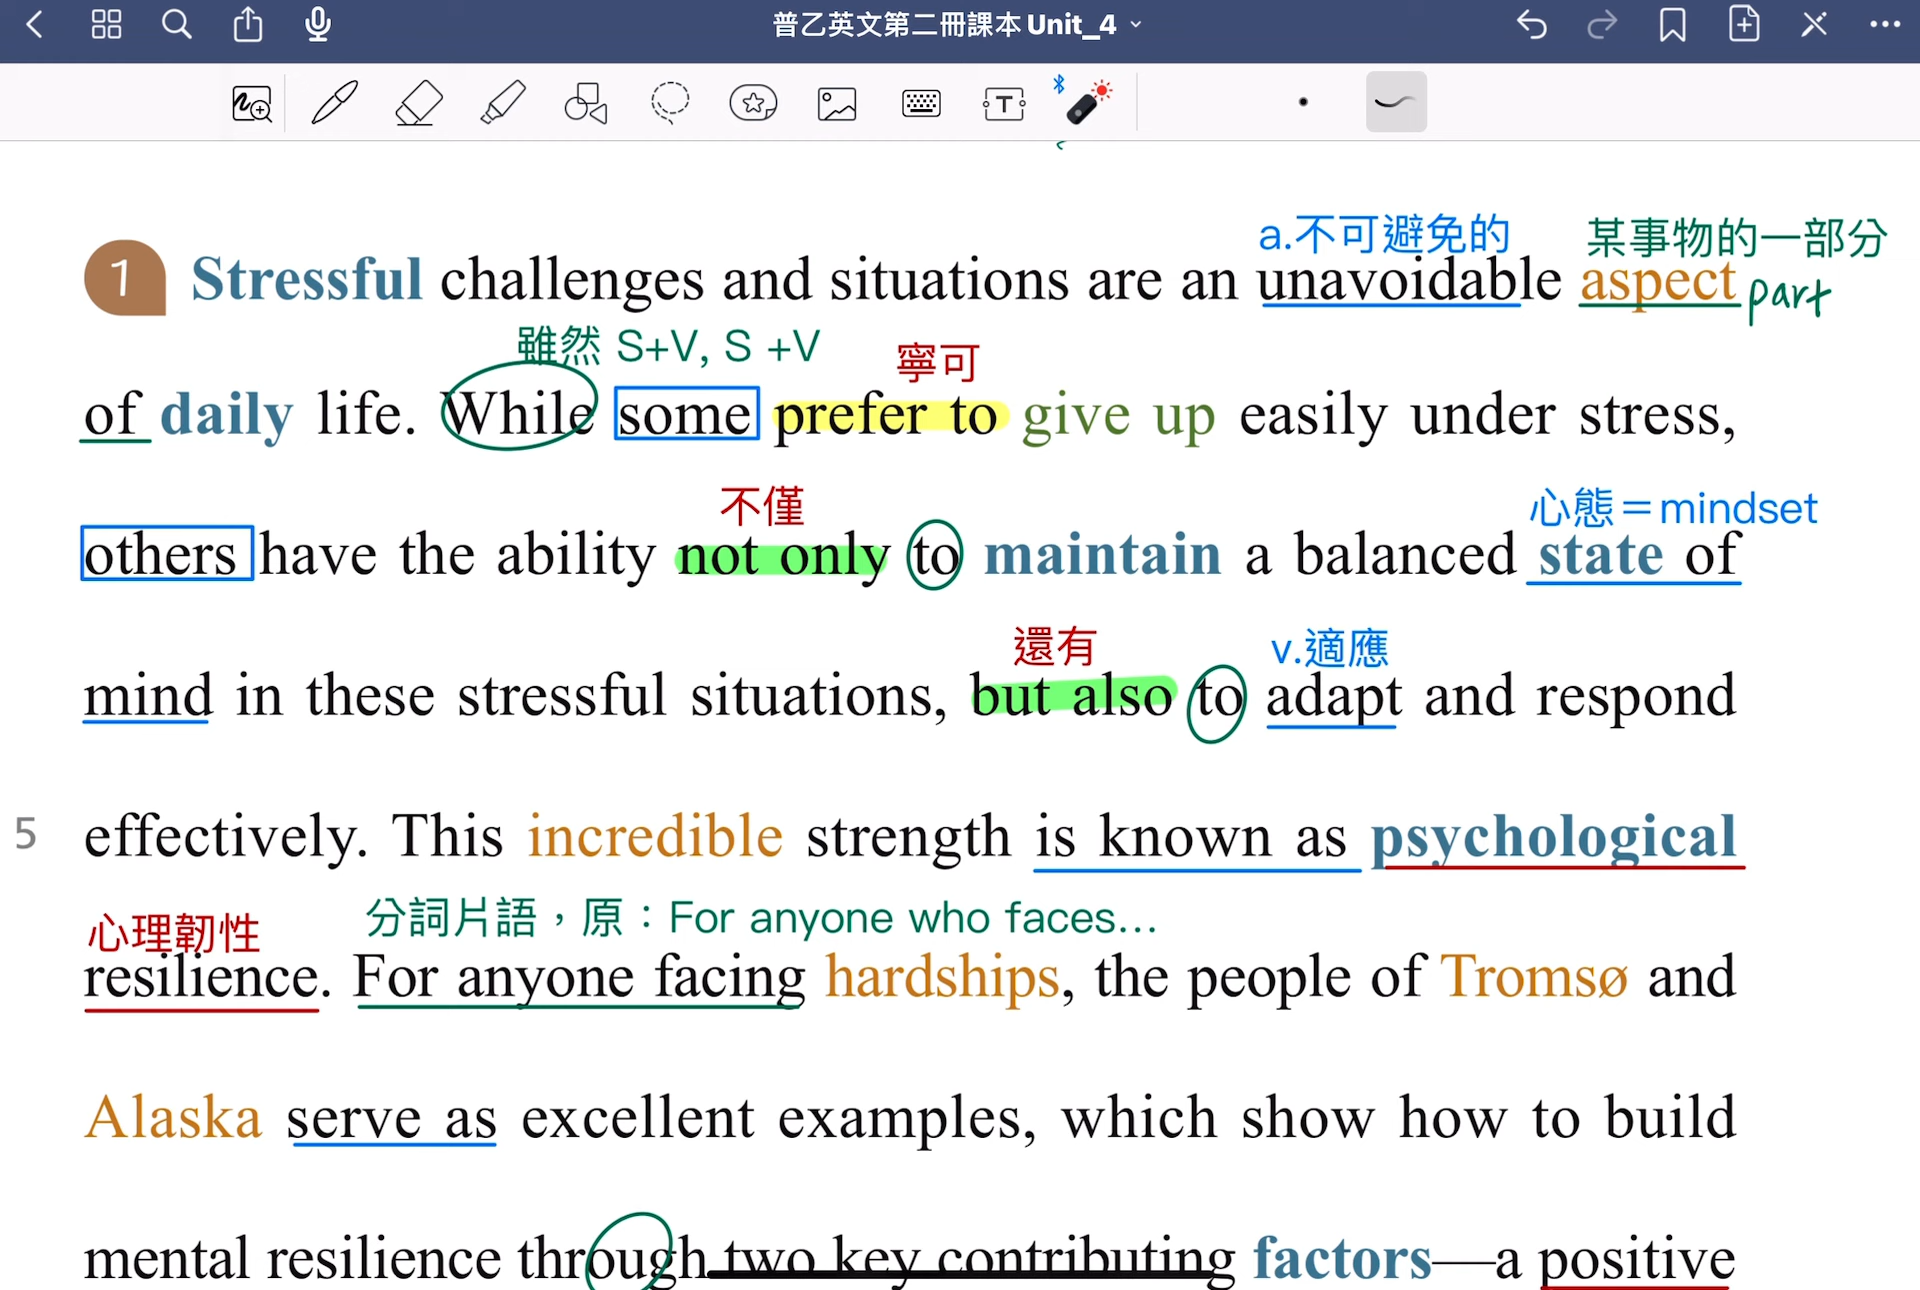 普乙英文第二冊課本 Unit_4
a.不可避免的 某事物的一部分
1 Stressful challenges and situations are an unavoidable aspect part
雖然 S+V, S +V 寧可
of daily life. While some prefer to give up easily under stress,
不僅 心態＝mindset
others have the ability not only to maintain a balanced state of
還有 v.適應
mind in these stressful situations, but also to adapt and respond
5 effectively. This incredible strength is known as psychological
心理韌性 分詞片語，原：For anyone who faces...
resilience. For anyone facing hardships, the people of Tromsø and
Alaska serve as excellent examples, which show how to build
mental resilience through two key contributing factors—a positive